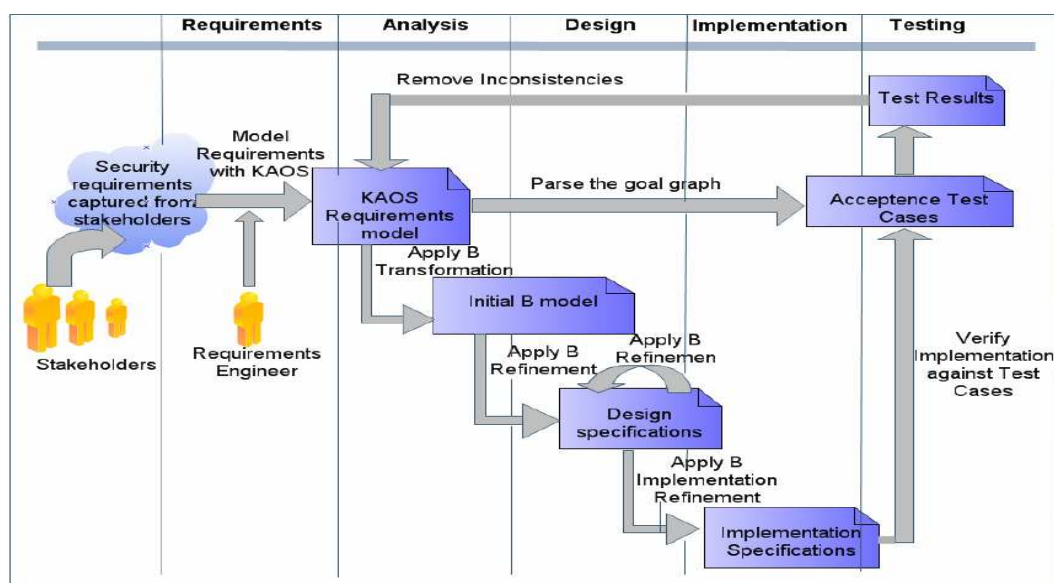 Requirements
Analysis
Design
Implementation
Testing
Remove Inconsistencies
Test Results
Model
Requirements
with KAOS
Security
requirements
captured from
stakeholders
KAOS
Requirements
model
Parse the goal graph
Acceptence Test
Cases
Apply B
Transformation
Initial B model
Stakeholders
Requirements
Engineer
Apply B
Refinement
Apply B
Refinemen
Verify
Implementation
against Test
Cases
Design
specifications
Apply B
Implementation
Refinement
Implementation
Specifications